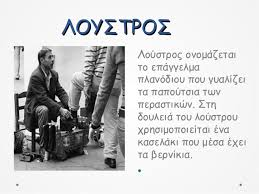 ΛΟΥΣΤΡΟΣ
Λούστρος ονομάζεται
το επάγγελμα
πλανόδιου που γυαλίζει
τα παπούτσια των
περαστικών. Στη
δουλειά του λούστρου
χρησιμοποιείται ένα
κασελάκι που μέσα έχει
τα βερνίκια.